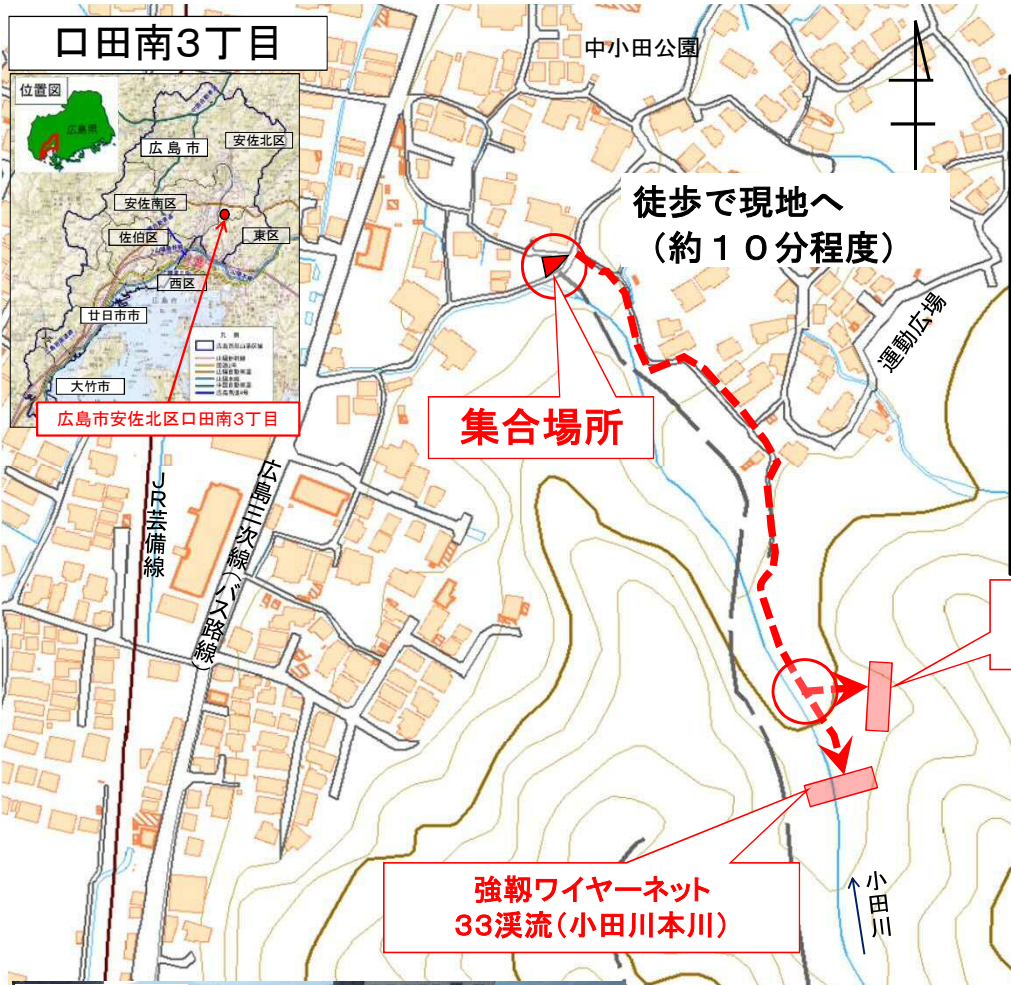 口田南3丁目
位置図
広島県
広島市
安佐北区
安佐南区
佐伯区
東区
西区
廿日市市
大竹市
広島市安佐北区口田南3丁目
中小田公園
徒歩で現地へ
(約10分程度)
集合場所
運動広場
JR芸備線
広島三次線(バス路線)
強靱ワイヤーネット
33渓流(小田川本川)
小田川